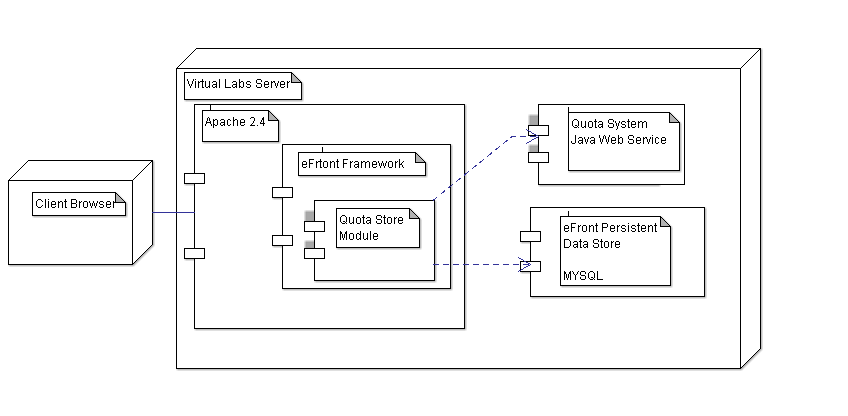 Virtual Labs Server
Apache 2.4
eFrtont Framework
Quota Store
Module
Client Browser
Quota System
Java Web Service
eFront Persistent
Data Store
MYSQL